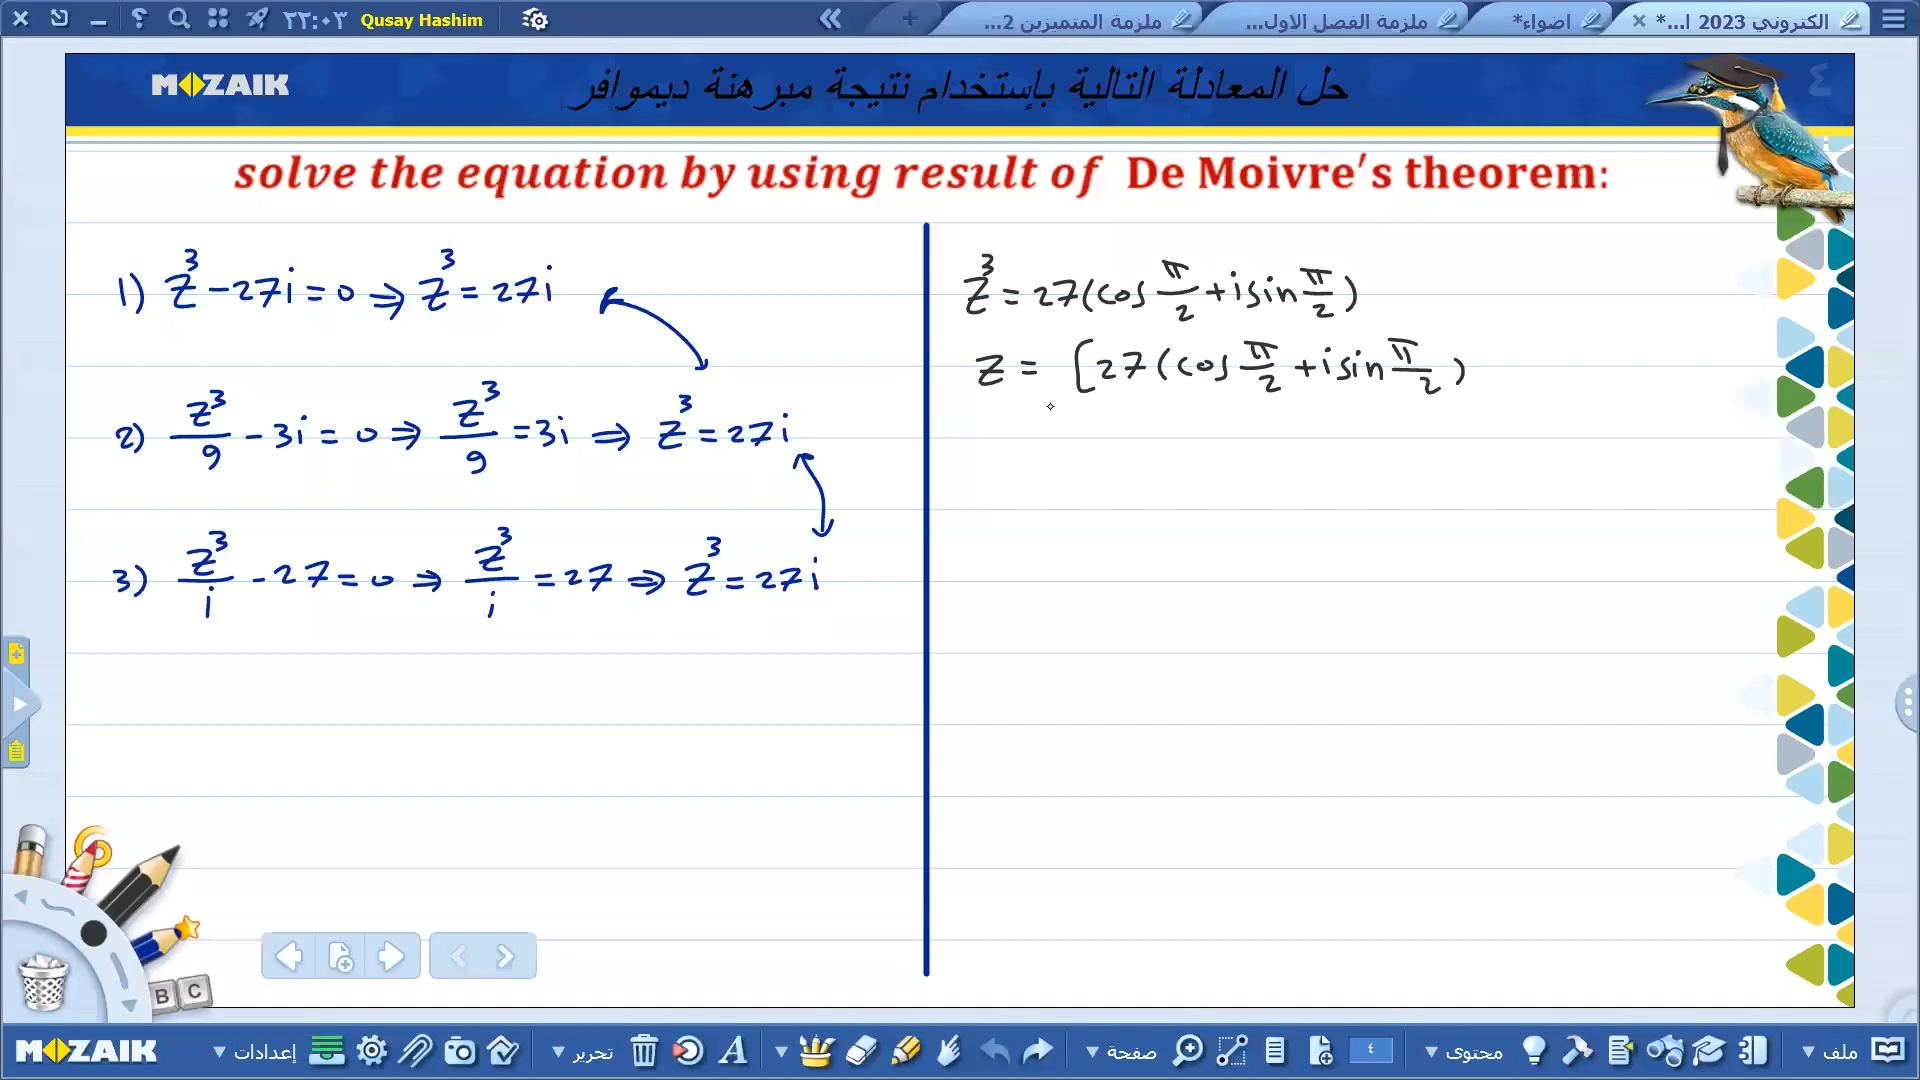 ٢٢:٠٣ Qusay Hashim
ملزمة المتميزين 2...
ملزمة الفصل الاول...
اضواء*
الكتروني 2023 ا...*
MOZAIK
حل المعادلة التالية بإستخدام نتيجة مبرهنة ديموافر
٤
solve the equation by using result of De Moivre's theorem:
1) z³ - 27i = 0 ⇒ z³ = 27i
2) z³/9 - 3i = 0 ⇒ z³/9 = 3i ⇒ z³ = 27i
3) z³/i - 27 = 0 ⇒ z³/i = 27 ⇒ z³ = 27i
z³ = 27(cos π/2 + i sin π/2)
z = [27(cos π/2 + i sin π/2)
B C
MOZAIK
إعدادات
تحرير
صفحة
٤
محتوى
ملف